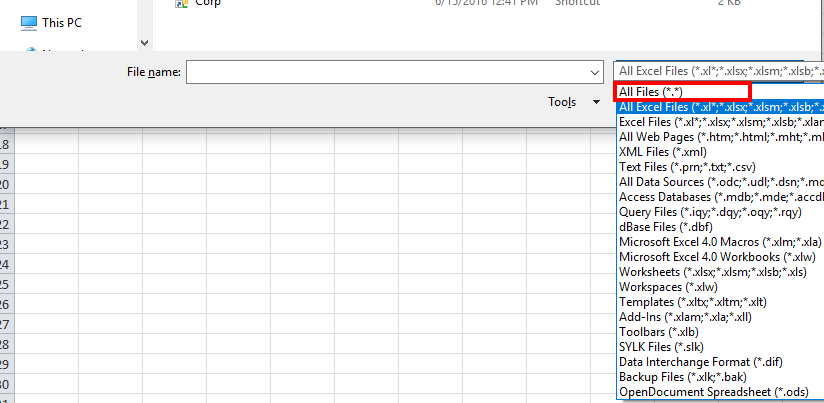 Corp 6/15/2016 12:41 PM Shortcut 2 KB
This PC
File name:
All Excel Files (*.xl*;*.xlsx;*.xlsm;*.xlsb;*.
Tools
All Files (*.*)
All Excel Files (*.xl*;*.xlsx;*.xlsm;*.xlsb;*.
Excel Files (*.xl*;*.xlsx;*.xlsm;*.xlsb;*.xlam
All Web Pages (*.htm;*.html;*.mht;*.m
XML Files (*.xml)
Text Files (*.prn;*.txt;*.csv)
All Data Sources (*.odc;*.udl;*.dsn;*.md
Access Databases (*.mdb;*.mde;*.accd
Query Files (*.iqy;*.dqy;*.oqy;*.rqy)
dBase Files (*.dbf)
Microsoft Excel 4.0 Macros (*.xlm;*.xla)
Microsoft Excel 4.0 Workbooks (*.xlw)
Worksheets (*.xlsx;*.xlsm;*.xlsb;*.xls)
Workspaces (*.xlw)
Templates (*.xltx;*.xltm;*.xlt)
Add-Ins (*.xlam;*.xla;*.xll)
Toolbars (*.xlb)
SYLK Files (*.slk)
Data Interchange Format (*.dif)
Backup Files (*.xlk;*.bak)
OpenDocument Spreadsheet (*.ods)
18
19
20
21
22
23
24
25
26
27
28
29
30